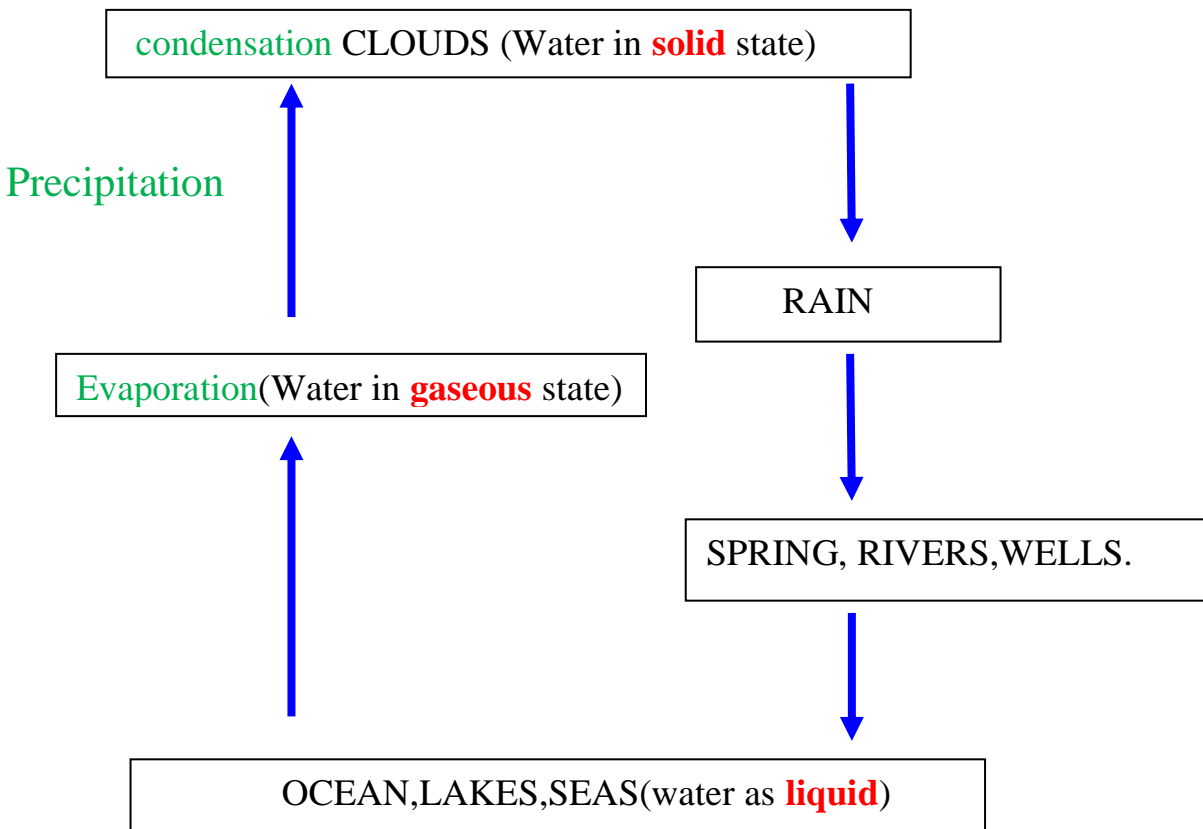 condensation CLOUDS (Water in solid state)
Precipitation
RAIN
Evaporation(Water in gaseous state)
SPRING, RIVERS,WELLS.
OCEAN,LAKES,SEAS(water as liquid)